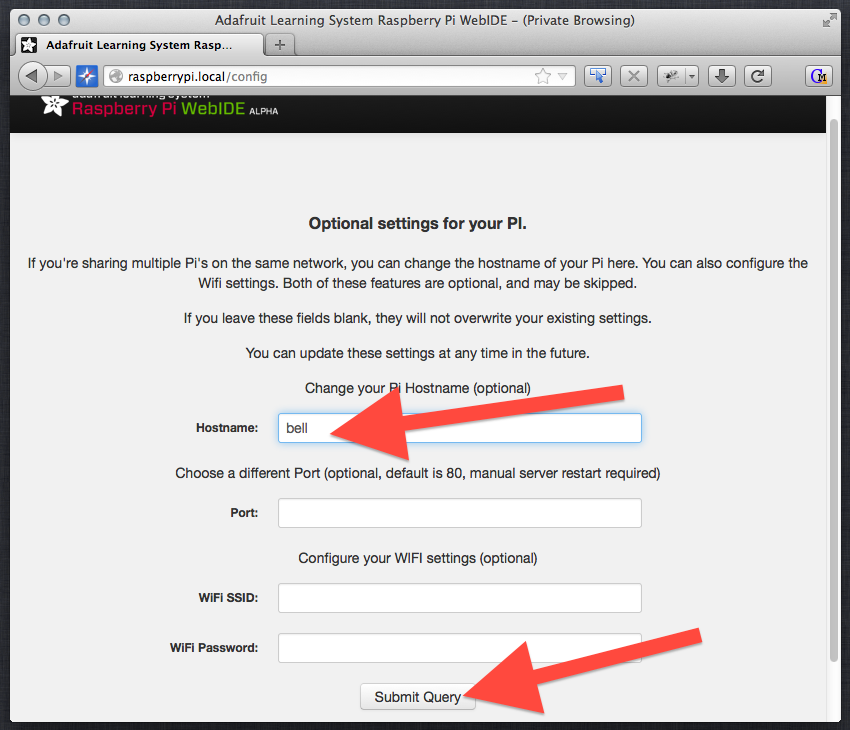 Adafruit Learning System Raspberry Pi WebIDE – (Private Browsing)
Adafruit Learning System Rasp...
raspberrypi.local/config
adafruit learning system
Raspberry Pi WebIDE ALPHA
Optional settings for your PI.
If you're sharing multiple Pi's on the same network, you can change the hostname of your Pi here. You can also configure the
Wifi settings. Both of these features are optional, and may be skipped.
If you leave these fields blank, they will not overwrite your existing settings.
You can update these settings at any time in the future.
Change your Pi Hostname (optional)
Hostname: bell
Choose a different Port (optional, default is 80, manual server restart required)
Port:
Configure your WIFI settings (optional)
WiFi SSID:
WiFi Password:
Submit Query